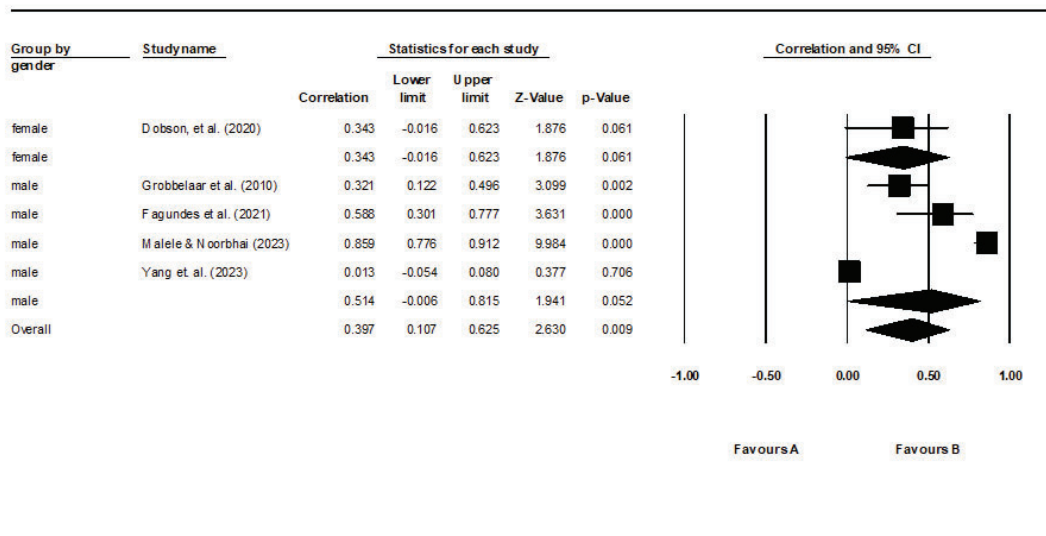 Group by Study name Statistics for each study Correlation and 95% CI
gender
Lower Upper
Correlation limit limit Z-Value p-Value
female Dobson, et al. (2020) 0.343 -0.016 0.623 1.876 0.061
female 0.343 -0.016 0.623 1.876 0.061
male Grobbelaar et al. (2010) 0.321 0.122 0.496 3.099 0.002
male Fagundes et al. (2021) 0.588 0.301 0.777 3.631 0.000
male Malele & Noorbhai (2023) 0.859 0.776 0.912 9.984 0.000
male Yang et. al. (2023) 0.013 -0.054 0.080 0.377 0.706
male 0.514 -0.006 0.815 1.941 0.052
Overall 0.397 0.107 0.625 2.630 0.009
-1.00 -0.50 0.00 0.50 1.00
Favours A Favours B